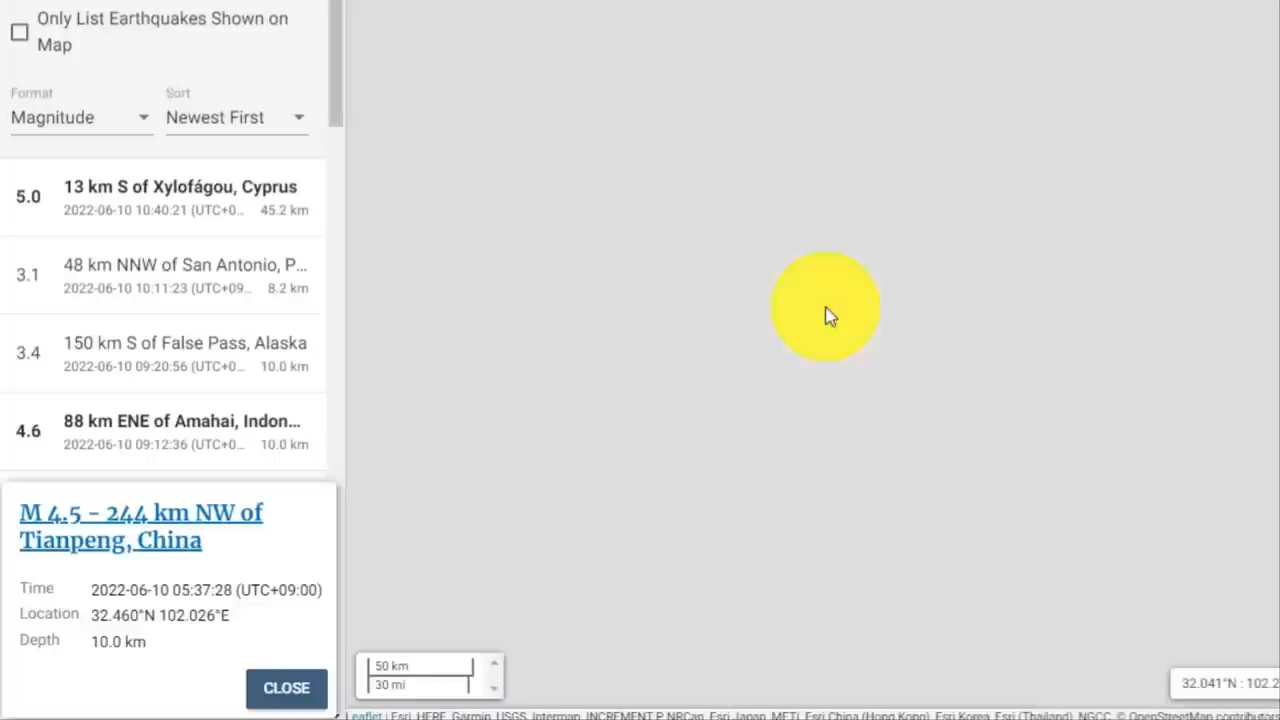 Only List Earthquakes Shown on
Map
Format
Sort
Magnitude
Newest First
5.0
13 km S of Xylofágou, Cyprus
2022-06-10 10:40:21 (UTC+0...
45.2 km
3.1
48 km NNW of San Antonio, P...
2022-06-10 10:11:23 (UTC+09...
8.2 km
3.4
150 km S of False Pass, Alaska
2022-06-10 09:20:56 (UTC+0...
10.0 km
4.6
88 km ENE of Amahai, Indon...
2022-06-10 09:12:36 (UTC+0...
10.0 km
M 4.5 - 244 km NW of
Tianpeng, China
Time
2022-06-10 05:37:28 (UTC+09:00)
Location
32.460°N 102.026°E
Depth
10.0 km
CLOSE
50 km
30 mi
32.041°N : 102.2
Leaflet | Esri, HERE, Garmin, USGS, Intermap, INCREMENT P, NRCan, Esri Japan, METI, Esri China (Hong Kong), Esri Korea, Esri (Thailand), NGCC, © OpenStreetMap contributor